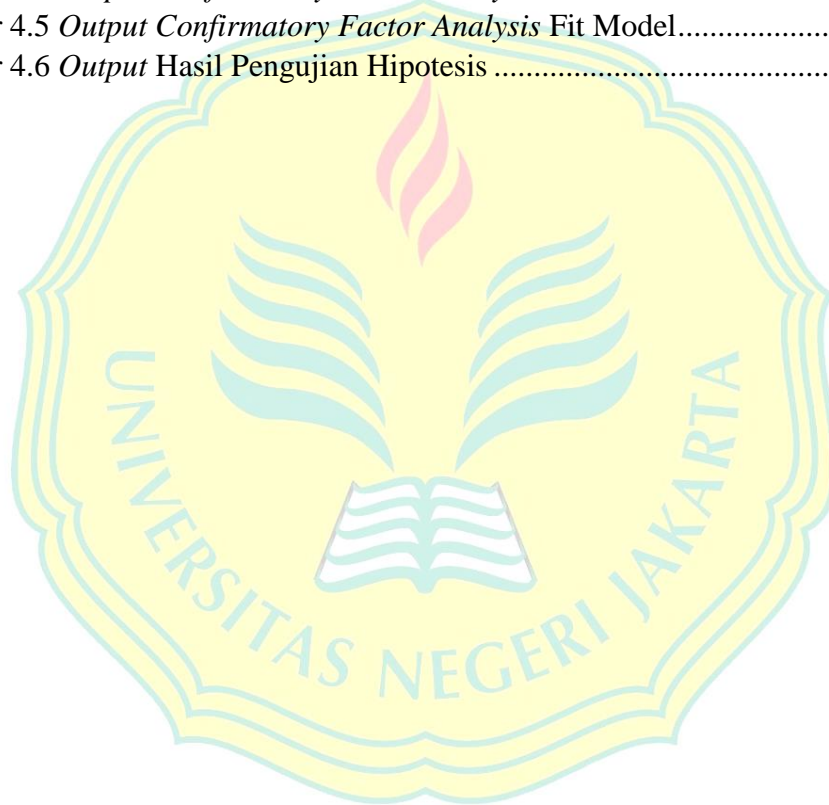 4.5 Output Confirmatory Factor Analysis Fit Model...................
4.6 Output Hasil Pengujian Hipotesis ......................................
UNIVERSITAS NEGERI JAKARTA